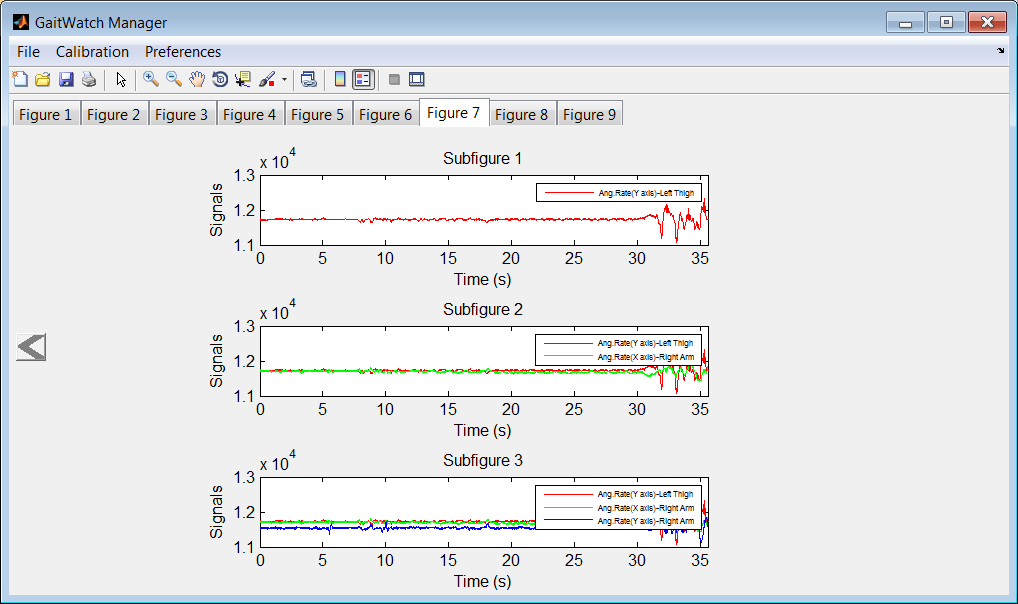 GaitWatch Manager
File Calibration Preferences
Figure 1 Figure 2 Figure 3 Figure 4 Figure 5 Figure 6 Figure 7 Figure 8 Figure 9
Subfigure 1
x 10^4
1.3
1.2
1.1
Signals
Ang.Rate(Y axis)-Left Thigh
0 5 10 15 20 25 30 35
Time (s)
Subfigure 2
x 10^4
1.3
1.2
1.1
Signals
Ang.Rate(Y axis)-Left Thigh
Ang.Rate(X axis)-Right Arm
0 5 10 15 20 25 30 35
Time (s)
Subfigure 3
x 10^4
1.3
1.2
1.1
Signals
Ang.Rate(Y axis)-Left Thigh
Ang.Rate(X axis)-Right Arm
Ang.Rate(Y axis)-Right Arm
0 5 10 15 20 25 30 35
Time (s)